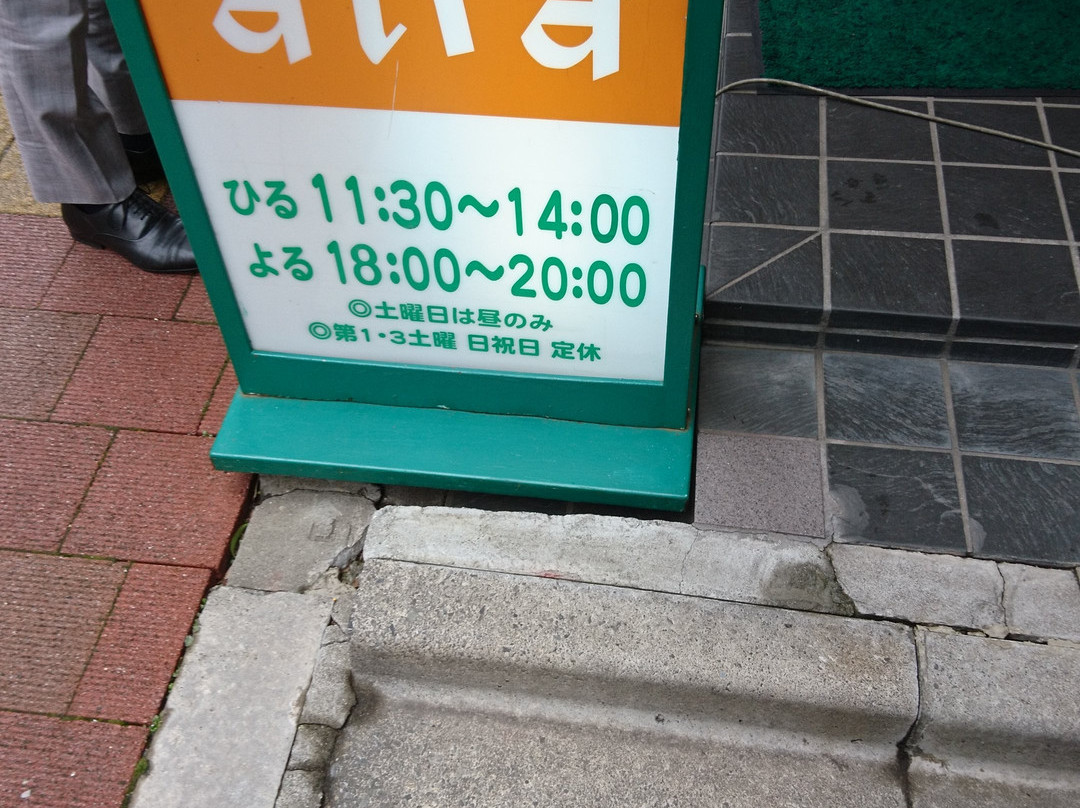 ひる 11:30～14:00
よる 18:00～20:00
◎土曜日は昼のみ
◎第1・3土曜 日祝日 定休